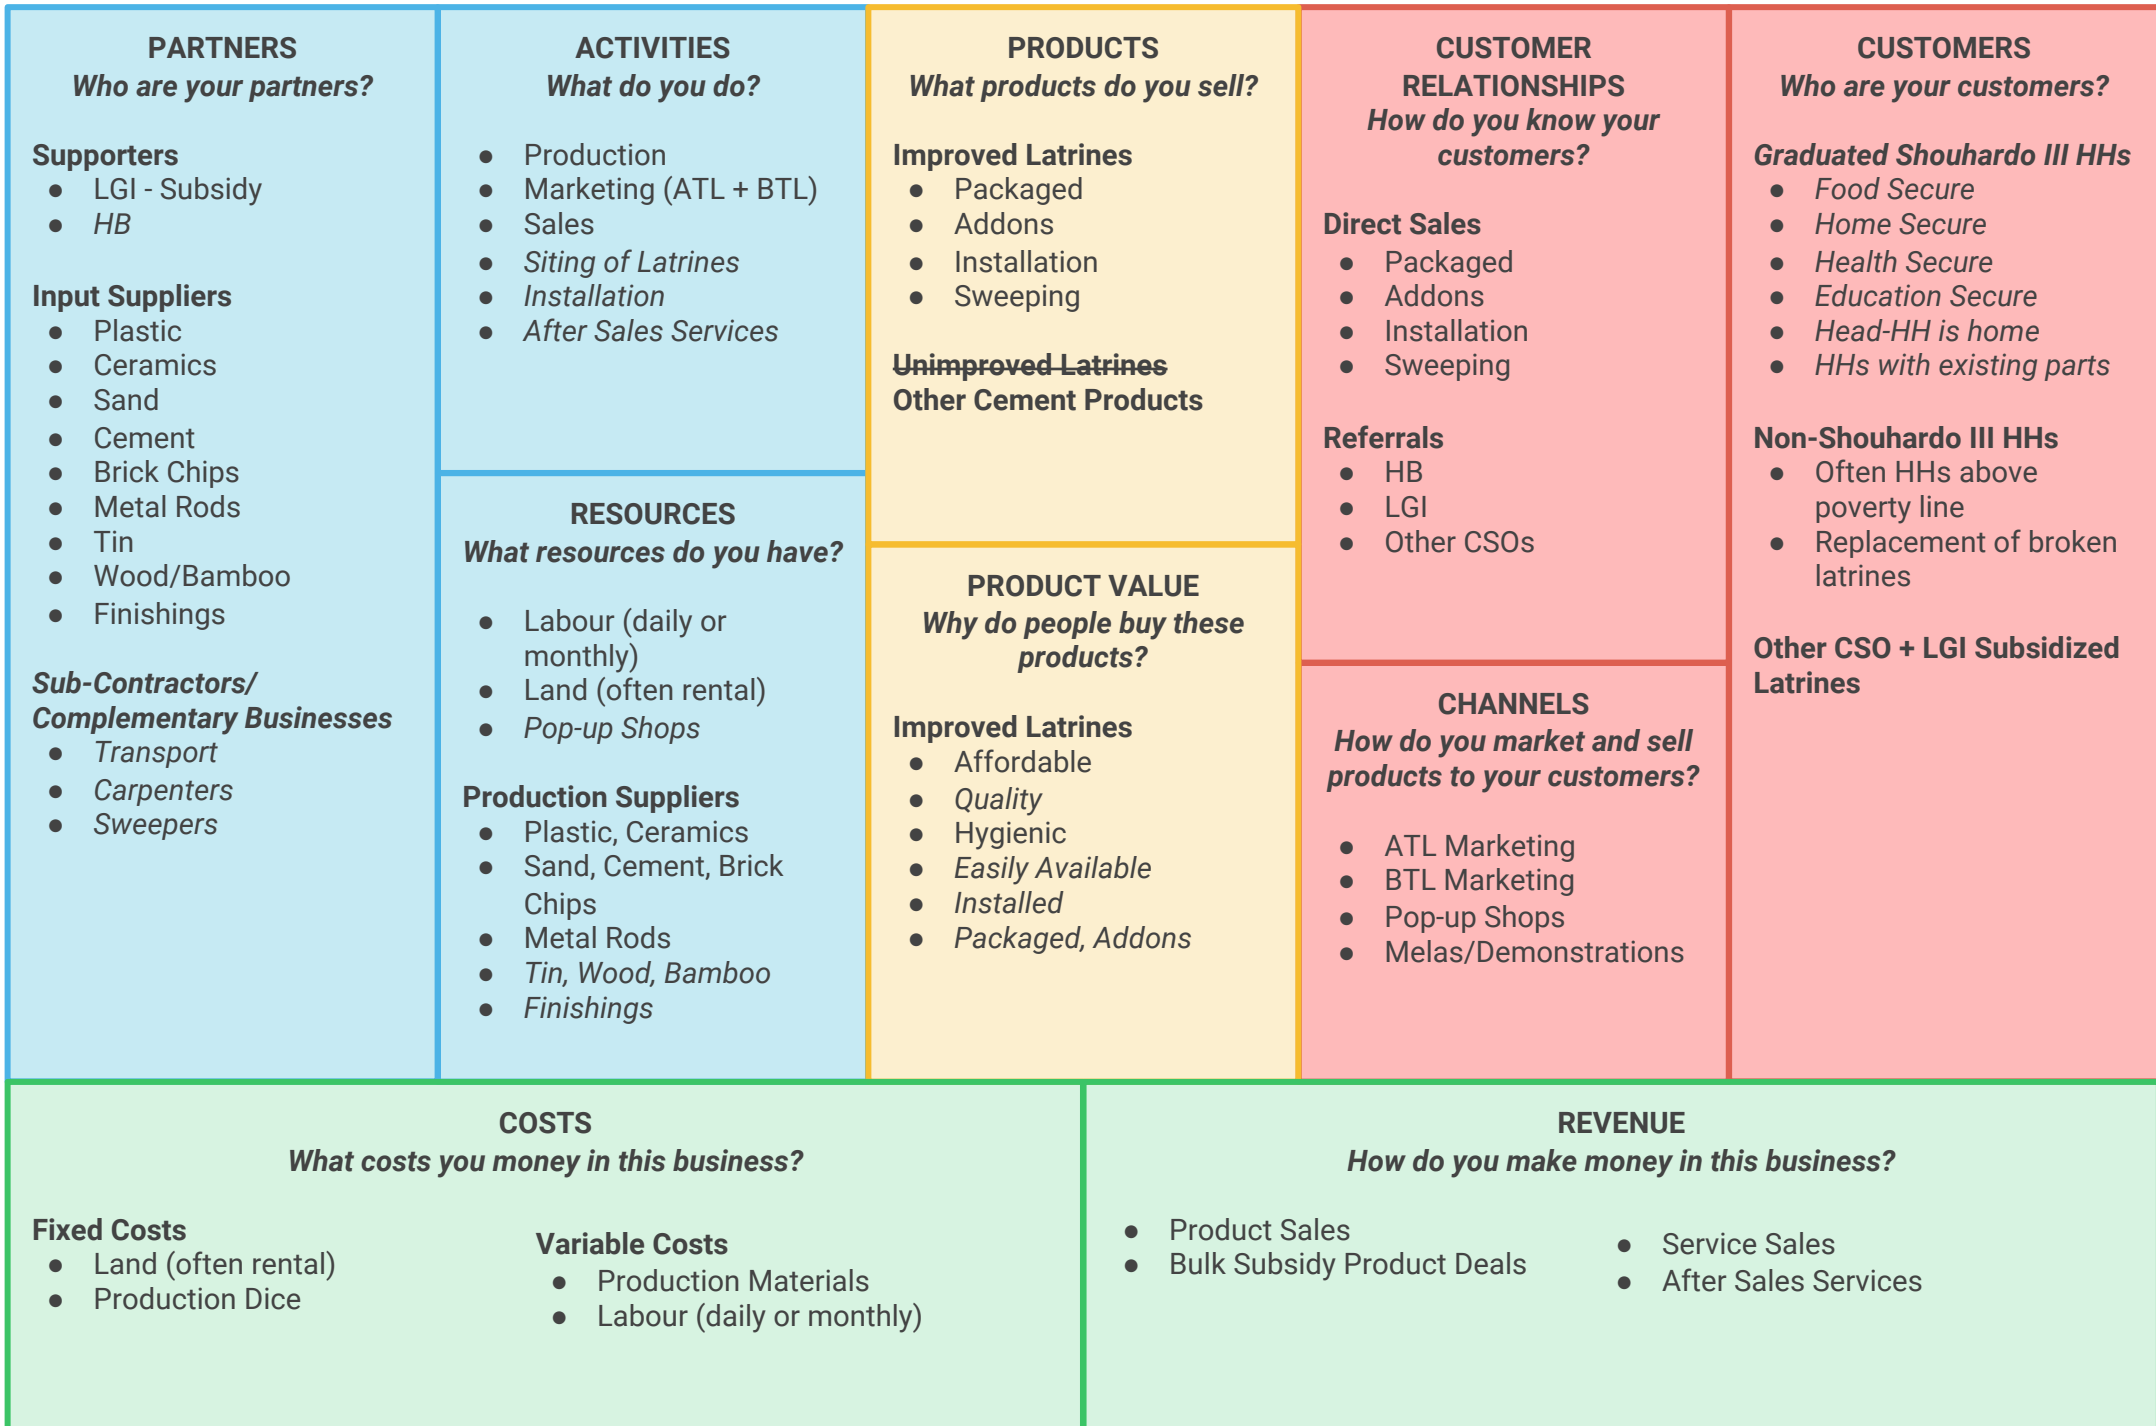 PARTNERS
Who are your partners?
Supporters
● LGI - Subsidy
● HB
Input Suppliers
● Plastic
● Ceramics
● Sand
● Cement
● Brick Chips
● Metal Rods
● Tin
● Wood/Bamboo
● Finishings
Sub-Contractors/
Complementary Businesses
● Transport
● Carpenters
● Sweepers
ACTIVITIES
What do you do?
● Production
● Marketing (ATL + BTL)
● Sales
● Siting of Latrines
● Installation
● After Sales Services
RESOURCES
What resources do you have?
● Labour (daily or
monthly)
● Land (often rental)
● Pop-up Shops
Production Suppliers
● Plastic, Ceramics
● Sand, Cement, Brick
Chips
● Metal Rods
● Tin, Wood, Bamboo
● Finishings
PRODUCTS
What products do you sell?
Improved Latrines
● Packaged
● Addons
● Installation
● Sweeping
Unimproved Latrines
Other Cement Products
PRODUCT VALUE
Why do people buy these
products?
Improved Latrines
● Affordable
● Quality
● Hygienic
● Easily Available
● Installed
● Packaged, Addons
CUSTOMER
RELATIONSHIPS
How do you know your
customers?
Direct Sales
● Packaged
● Addons
● Installation
● Sweeping
Referrals
● HB
● LGI
● Other CSOs
CHANNELS
How do you market and sell
products to your customers?
● ATL Marketing
● BTL Marketing
● Pop-up Shops
● Melas/Demonstrations
CUSTOMERS
Who are your customers?
Graduated Shouhardo III HHs
● Food Secure
● Home Secure
● Health Secure
● Education Secure
● Head-HH is home
● HHs with existing parts
Non-Shouhardo III HHs
● Often HHs above
poverty line
● Replacement of broken
latrines
Other CSO + LGI Subsidized
Latrines
COSTS
What costs you money in this business?
Fixed Costs
● Land (often rental)
● Production Dice
Variable Costs
● Production Materials
● Labour (daily or monthly)
REVENUE
How do you make money in this business?
● Product Sales
● Bulk Subsidy Product Deals
● Service Sales
● After Sales Services